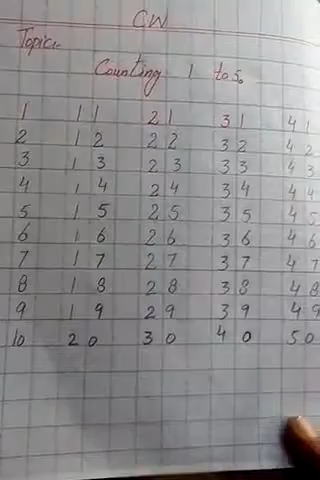 CW
Topic:
Counting 1 to 50
1 11 21 31 41
2 12 22 32 42
3 13 23 33 43
4 14 24 34 44
5 15 25 35 45
6 16 26 36 46
7 17 27 37 47
8 18 28 38 48
9 19 29 39 49
10 20 30 40 50